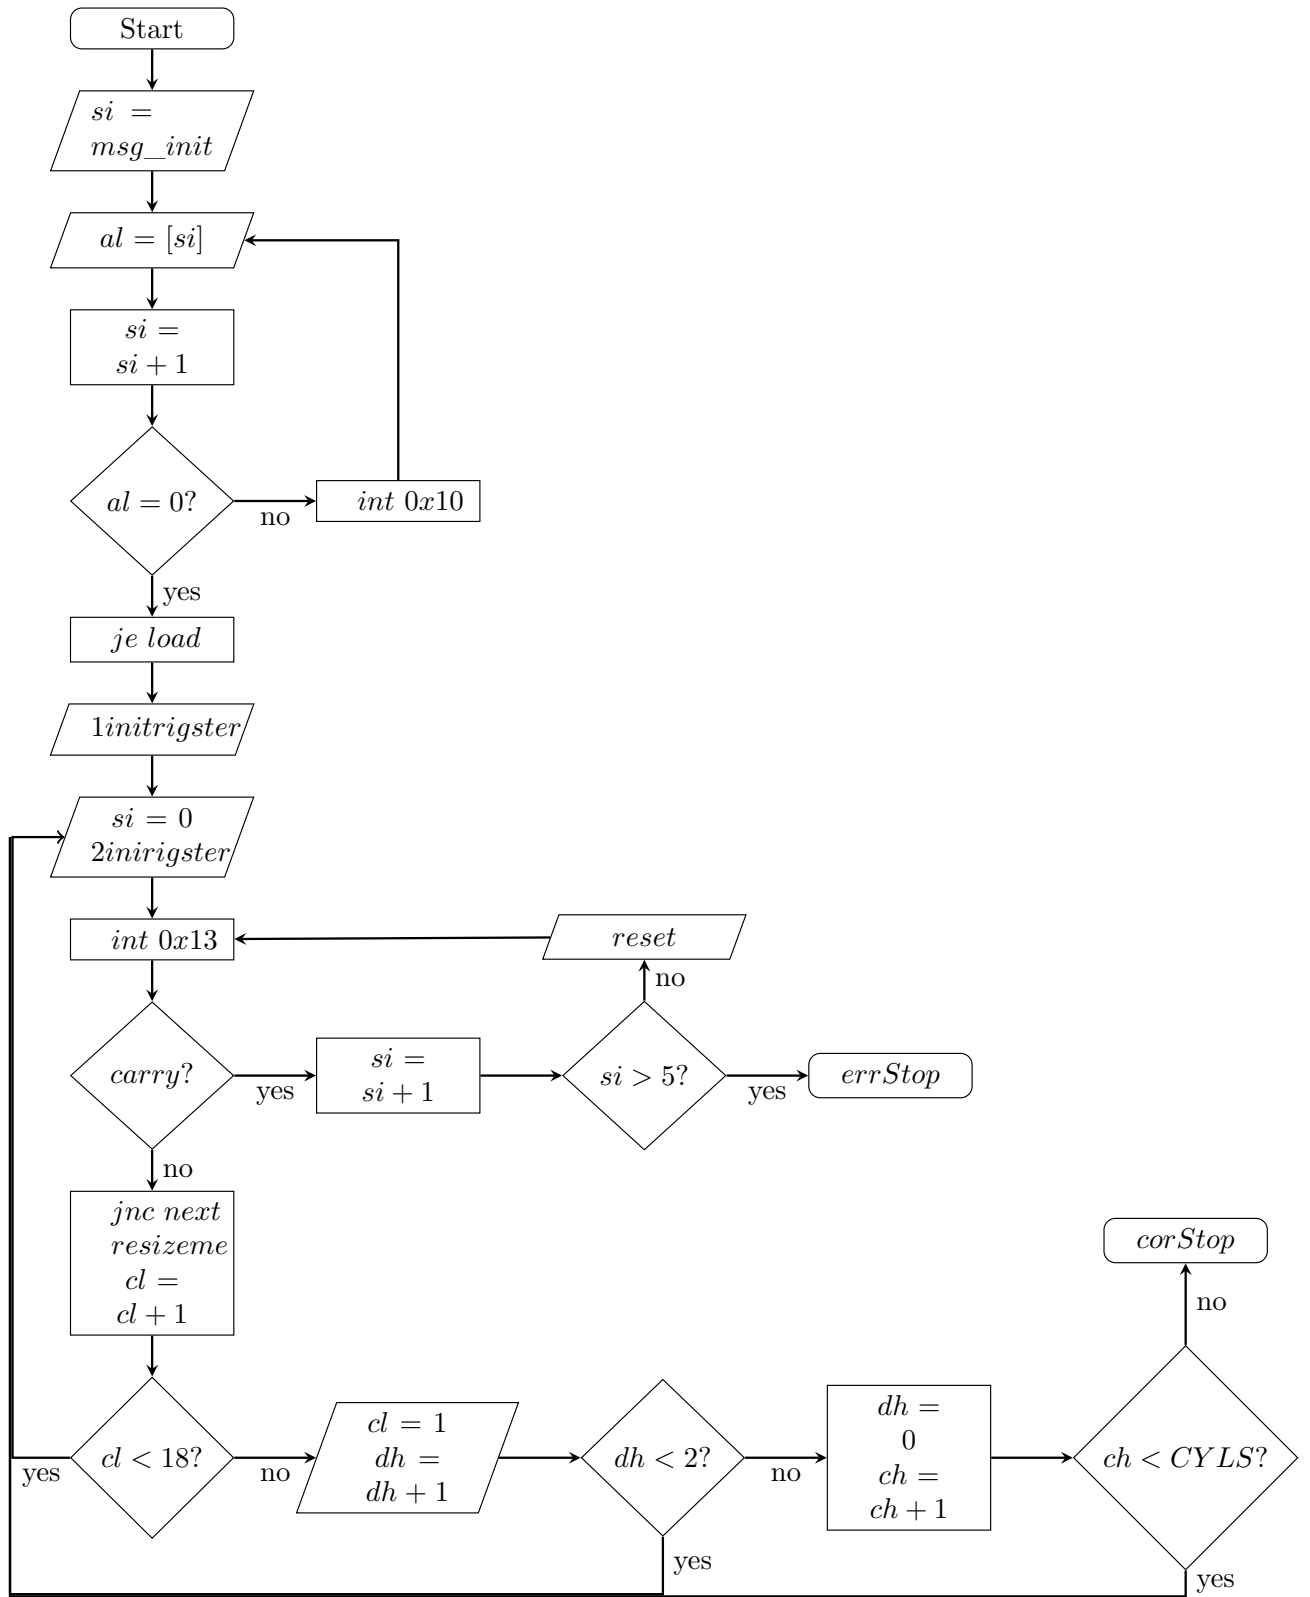 Start
si =
msg_init
al = [si]
si =
si + 1
al = 0?
no
int 0x10
yes
je load
1initrigster
si = 0
2inirigster
int 0x13
reset
no
carry?
yes
si =
si + 1
si > 5?
yes
errStop
no
jnc next
resizeme
cl =
cl + 1
corStop
no
cl < 18?
yes
no
cl = 1
dh =
dh + 1
dh < 2?
no
dh =
0
ch =
ch + 1
ch < CYLS?
yes
yes